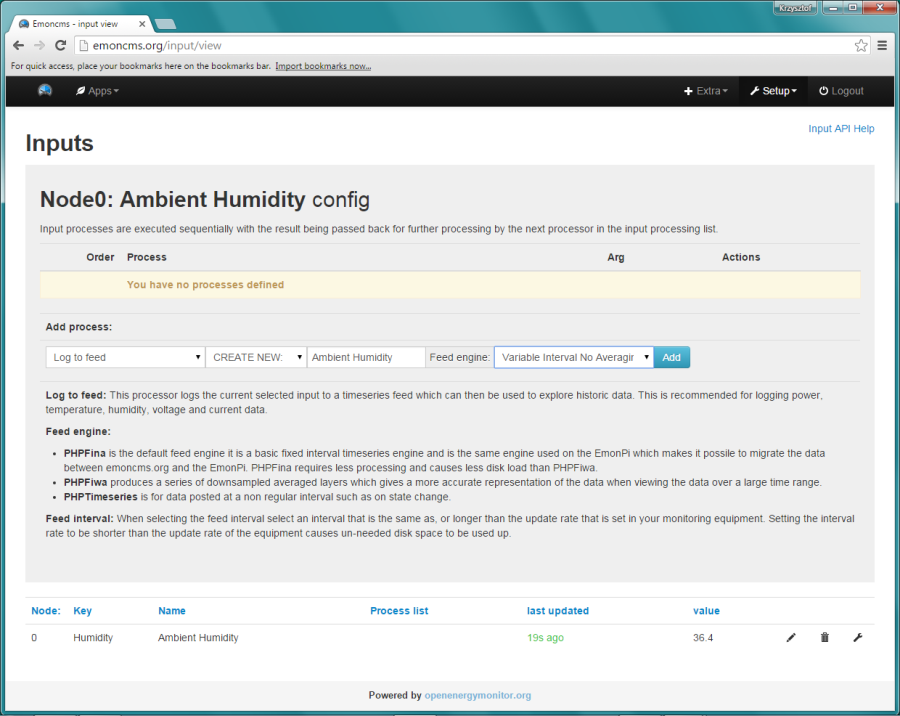 Krzysztof
Emoncms - input view
emoncms.org/input/view
For quick access, place your bookmarks here on the bookmarks bar. Import bookmarks now...
Apps Extra Setup Logout
Input API Help
Inputs
Node0: Ambient Humidity config
Input processes are executed sequentially with the result being passed back for further processing by the next processor in the input processing list.
Order Process Arg Actions
You have no processes defined
Add process:
Log to feed CREATE NEW: Ambient Humidity Feed engine: Variable Interval No Averagin Add
Log to feed: This processor logs the current selected input to a timeseries feed which can then be used to explore historic data. This is recommended for logging power,
temperature, humidity, voltage and current data.
Feed engine:
• PHPFina is the default feed engine it is a basic fixed interval timeseries engine and is the same engine used on the EmonPi which makes it possile to migrate the data
between emoncms.org and the EmonPi. PHPFina requires less processing and causes less disk load than PHPFiwa.
• PHPFiwa produces a series of downsampled averaged layers which gives a more accurate representation of the data when viewing the data over a large time range.
• PHPTimeseries is for data posted at a non regular interval such as on state change.
Feed interval: When selecting the feed interval select an interval that is the same as, or longer than the update rate that is set in your monitoring equipment. Setting the interval
rate to be shorter than the update rate of the equipment causes un-needed disk space to be used up.
Node: Key Name Process list last updated value
0 Humidity Ambient Humidity 19s ago 36.4
Powered by openenergymonitor.org